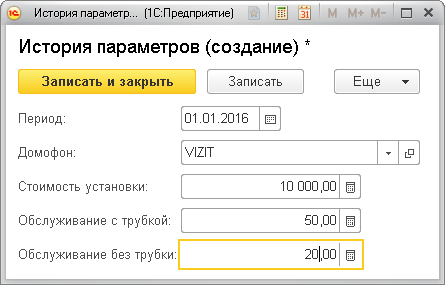 История параметр... (1С:Предприятие)
M M+ M-
История параметров (создание) *
Записать и закрыть Записать Еще
Период: 01.01.2016
Домофон: VIZIT
Стоимость установки: 10 000,00
Обслуживание с трубкой: 50,00
Обслуживание без трубки: 20,00